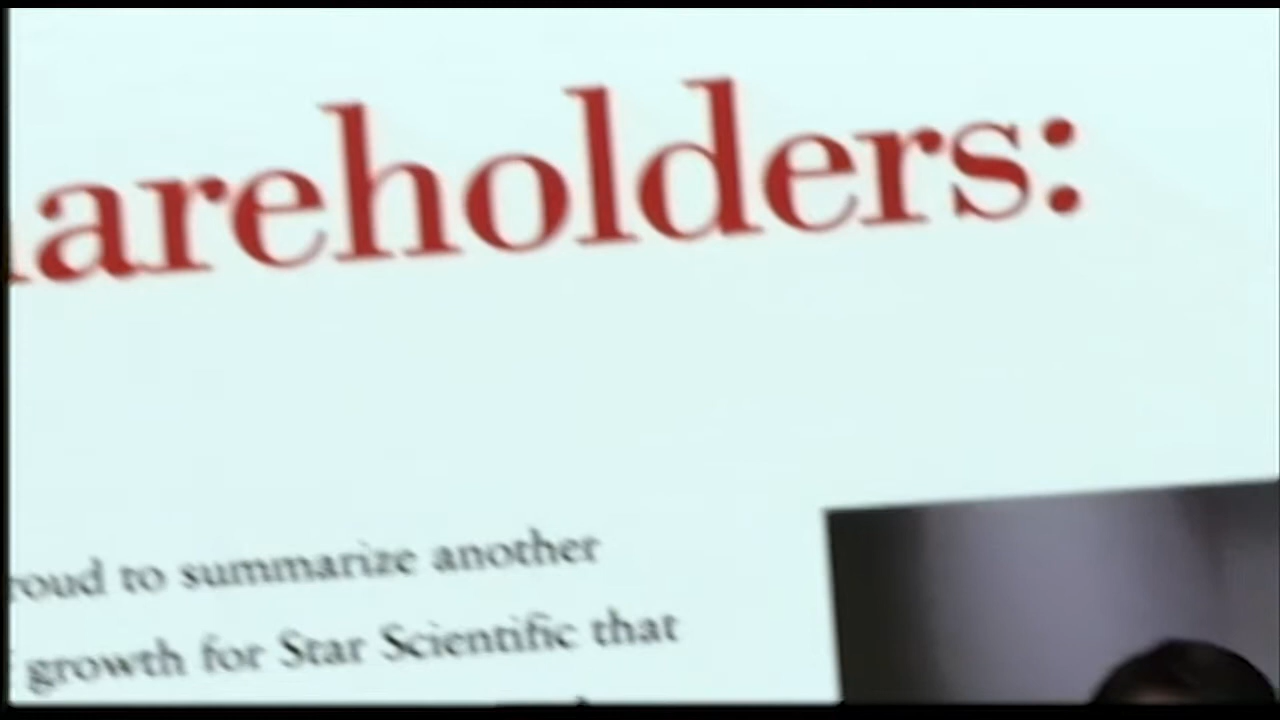 areholders:
roud to summarize another
growth for Star Scientific that